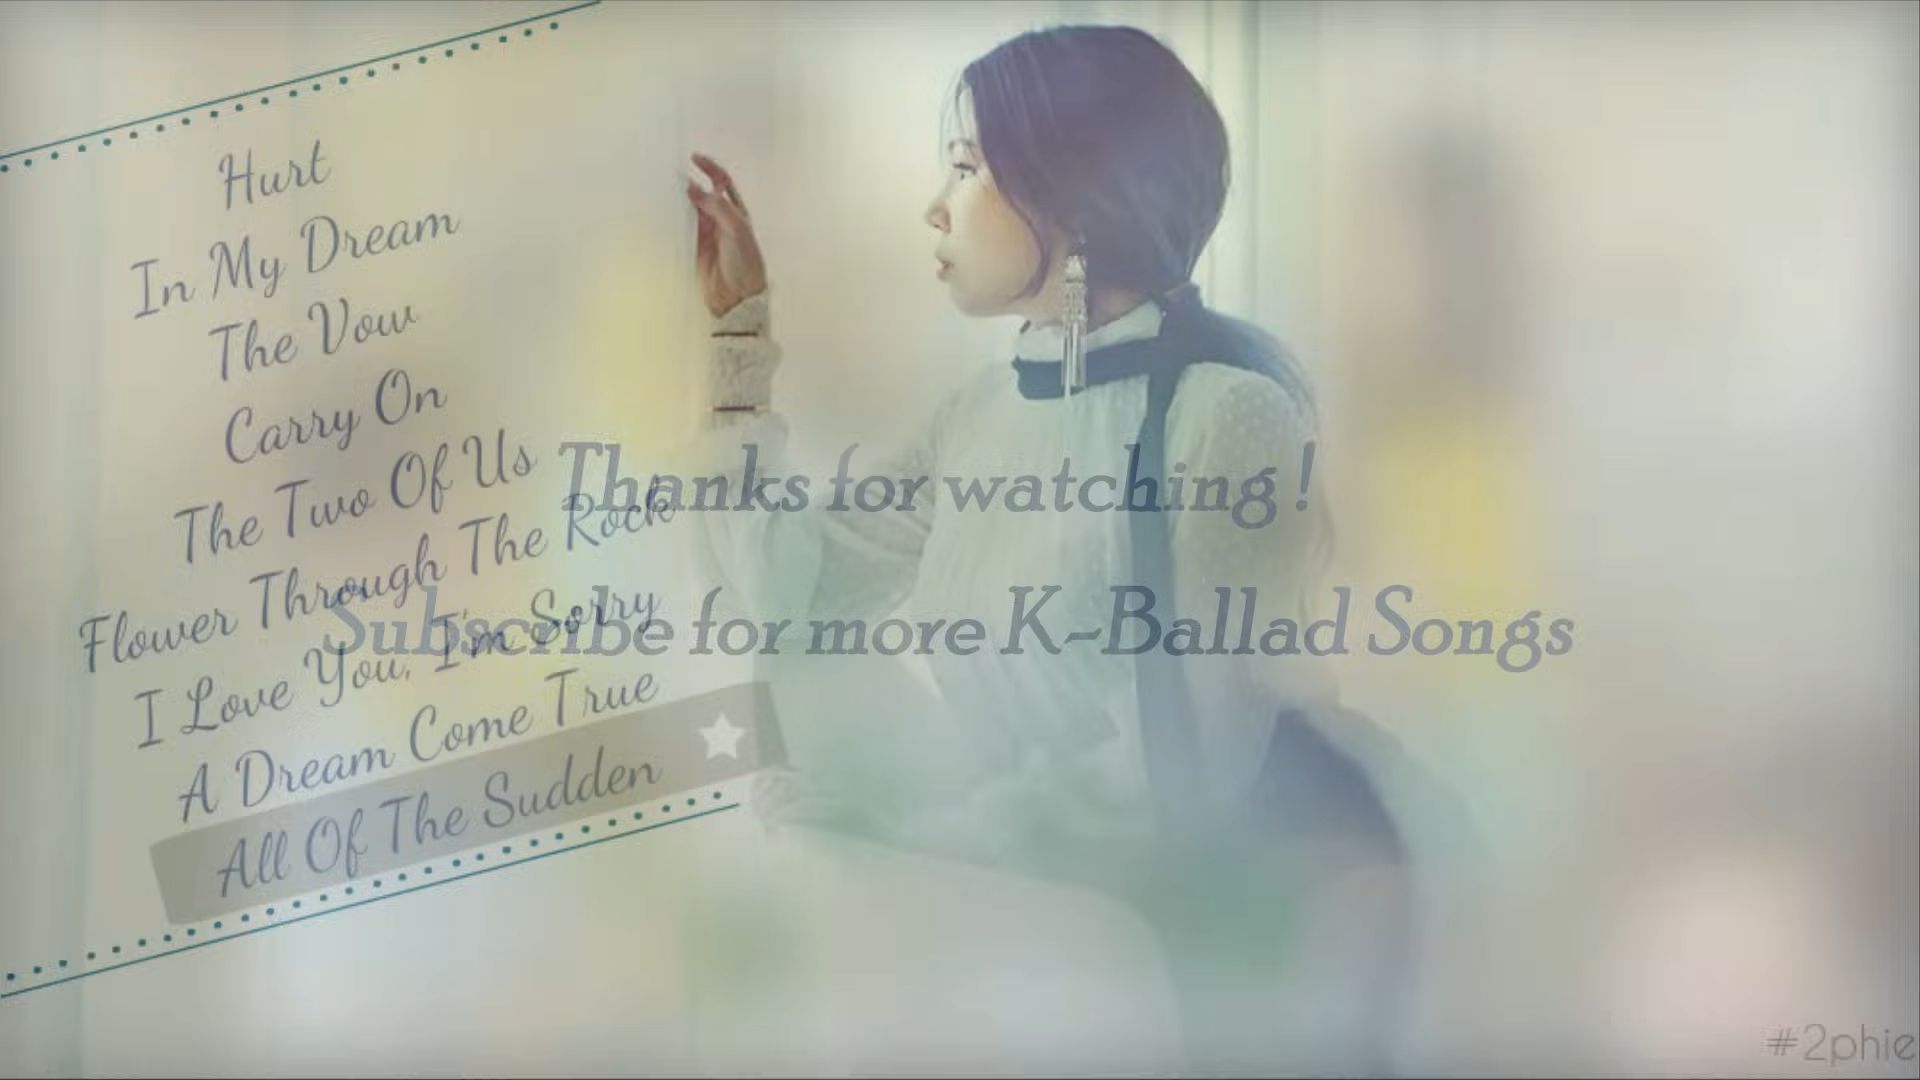 Hurt
In My Dream
The Vow
Carry On
The Two Of Us
Flower Through The Rock
I Love You, I'm Sorry
A Dream Come True
All Of The Sudden
Thanks for watching!
Subscribe for more K-Ballad Songs
#2phie